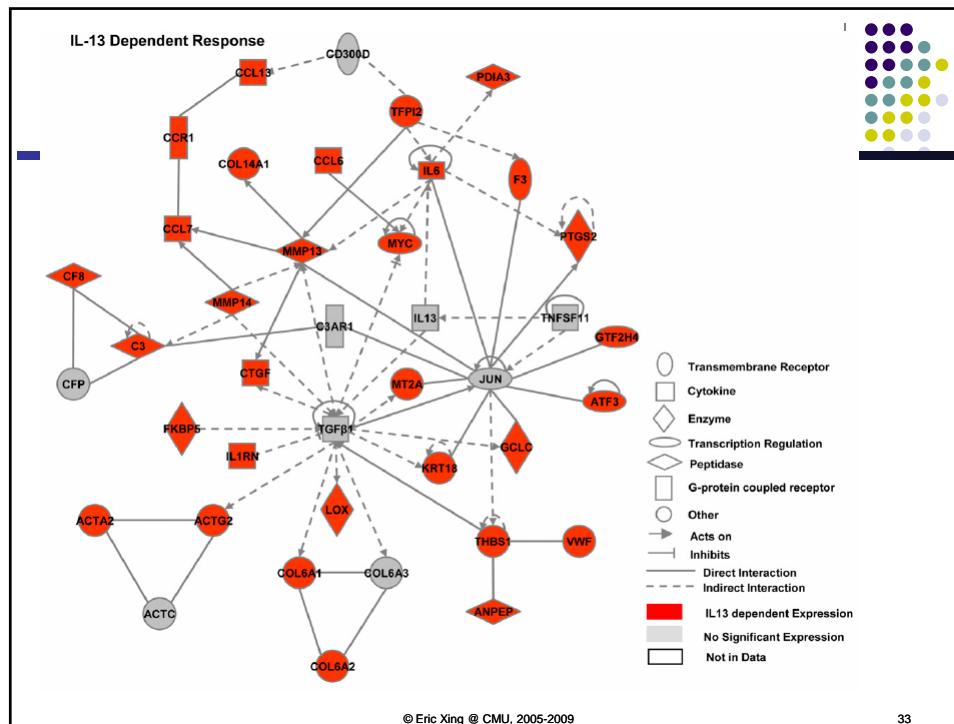 IL-13 Dependent Response
CD300D
CCL13
PDIA3
TFPI2
CCR1
COL14A1
CCL6
IL6
F3
CCL7
MMP13
MYC
PTGS2
CF8
MMP14
C3AR1
IL13
TNFSF11
GTF2H4
C3
CFP
CTGF
MT2A
JUN
ATF3
FKBP5
TGFβ1
IL1RN
KRT18
GCLC
ACTA2
ACTG2
LOX
THBS1
VWF
COL6A1
COL6A3
ACTC
ANPEP
COL6A2
Transmembrane Receptor
Cytokine
Enzyme
Transcription Regulation
Peptidase
G-protein coupled receptor
Other
Acts on
Inhibits
Direct Interaction
Indirect Interaction
IL13 dependent Expression
No Significant Expression
Not in Data
© Eric Xing @ CMU, 2005-2009
33